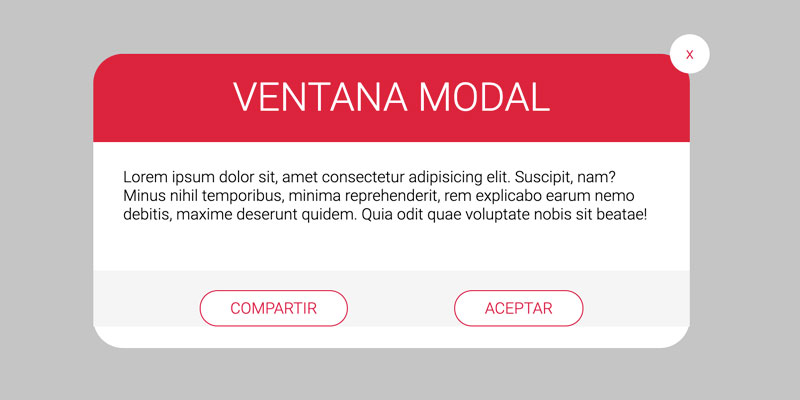 x
VENTANA MODAL
Lorem ipsum dolor sit, amet consectetur adipisicing elit. Suscipit, nam?
Minus nihil temporibus, minima reprehenderit, rem explicabo earum nemo
debitis, maxime deserunt quidem. Quia odit quae voluptate nobis sit beatae!
COMPARTIR
ACEPTAR